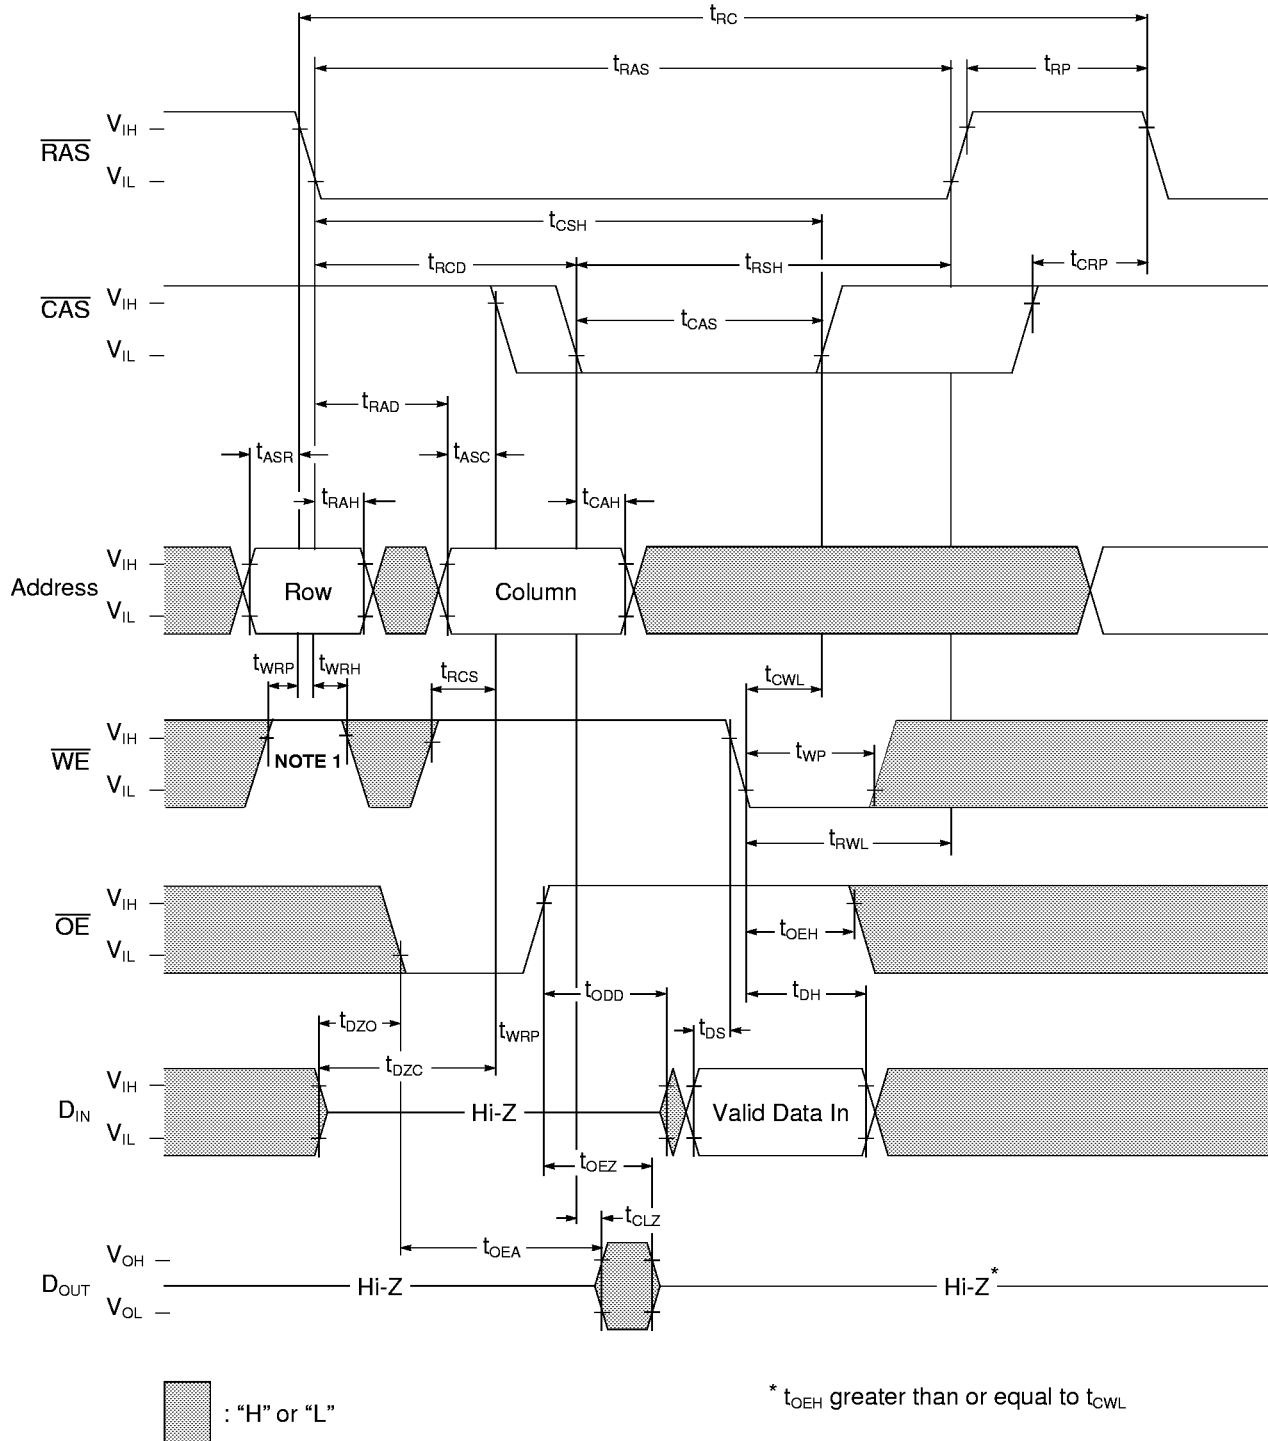 tRC
tRAS
tRP
RAS
VIH
VIL
tCSH
tRCD
tRSH
tCRP
CAS
VIH
VIL
tCAS
tRAD
tASR
tASC
tRAH
tCAH
Address
VIH
VIL
Row
Column
tWRP
tWRH
tRCS
tCWL
WE
VIH
VIL
NOTE 1
tWP
tRWL
OE
VIH
VIL
tOEH
tODD
tDH
tDZO
tWRP
tDS
tDZC
DIN
VIH
VIL
Hi-Z
Valid Data In
tOEZ
tCLZ
tOEA
DOUT
VOH
VOL
Hi-Z
Hi-Z*
: “H” or “L”
* tOEH greater than or equal to tCWL